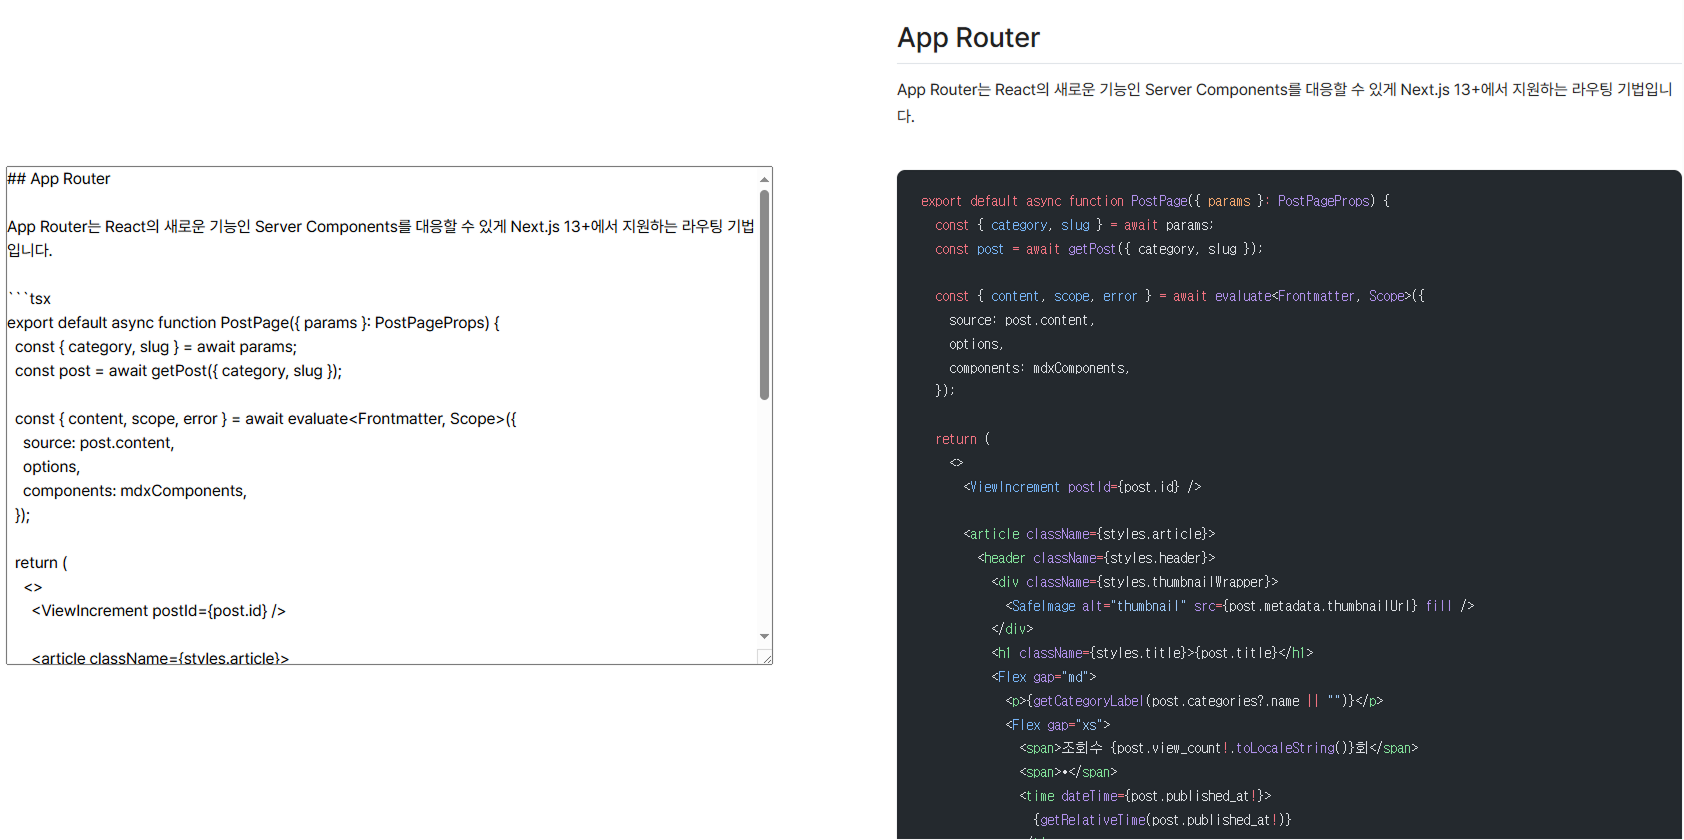 ## App Router
App Router는 React의 새로운 기능인 Server Components를 대응할 수 있게 Next.js 13+에서 지원하는 라우팅 기법
입니다.
```tsx
export default async function PostPage({ params }: PostPageProps) {
  const { category, slug } = await params;
  const post = await getPost({ category, slug });
  const { content, scope, error } = await evaluate<Frontmatter, Scope>({
    source: post.content,
    options,
    components: mdxComponents,
  });
  return (
    <>
      <ViewIncrement postId={post.id} />
      <article className={styles.article}>
App Router
App Router는 React의 새로운 기능인 Server Components를 대응할 수 있게 Next.js 13+에서 지원하는 라우팅 기법입니
다.
export default async function PostPage({ params }: PostPageProps) {
  const { category, slug } = await params;
  const post = await getPost({ category, slug });
  const { content, scope, error } = await evaluate<Frontmatter, Scope>({
    source: post.content,
    options,
    components: mdxComponents,
  });
  return (
    <>
      <ViewIncrement postId={post.id} />
      <article className={styles.article}>
        <header className={styles.header}>
          <div className={styles.thumbnailWrapper}>
            <SafeImage alt="thumbnail" src={post.metadata.thumbnailUrl} fill />
          </div>
          <h1 className={styles.title}>{post.title}</h1>
          <Flex gap="md">
            <p>{getCategoryLabel(post.categories?.name || "")}</p>
            <Flex gap="xs">
              <span>조회수 {post.view_count!.toLocaleString()}회</span>
              <span>•</span>
              <time dateTime={post.published_at!}>
                {getRelativeTime(post.published_at!)}